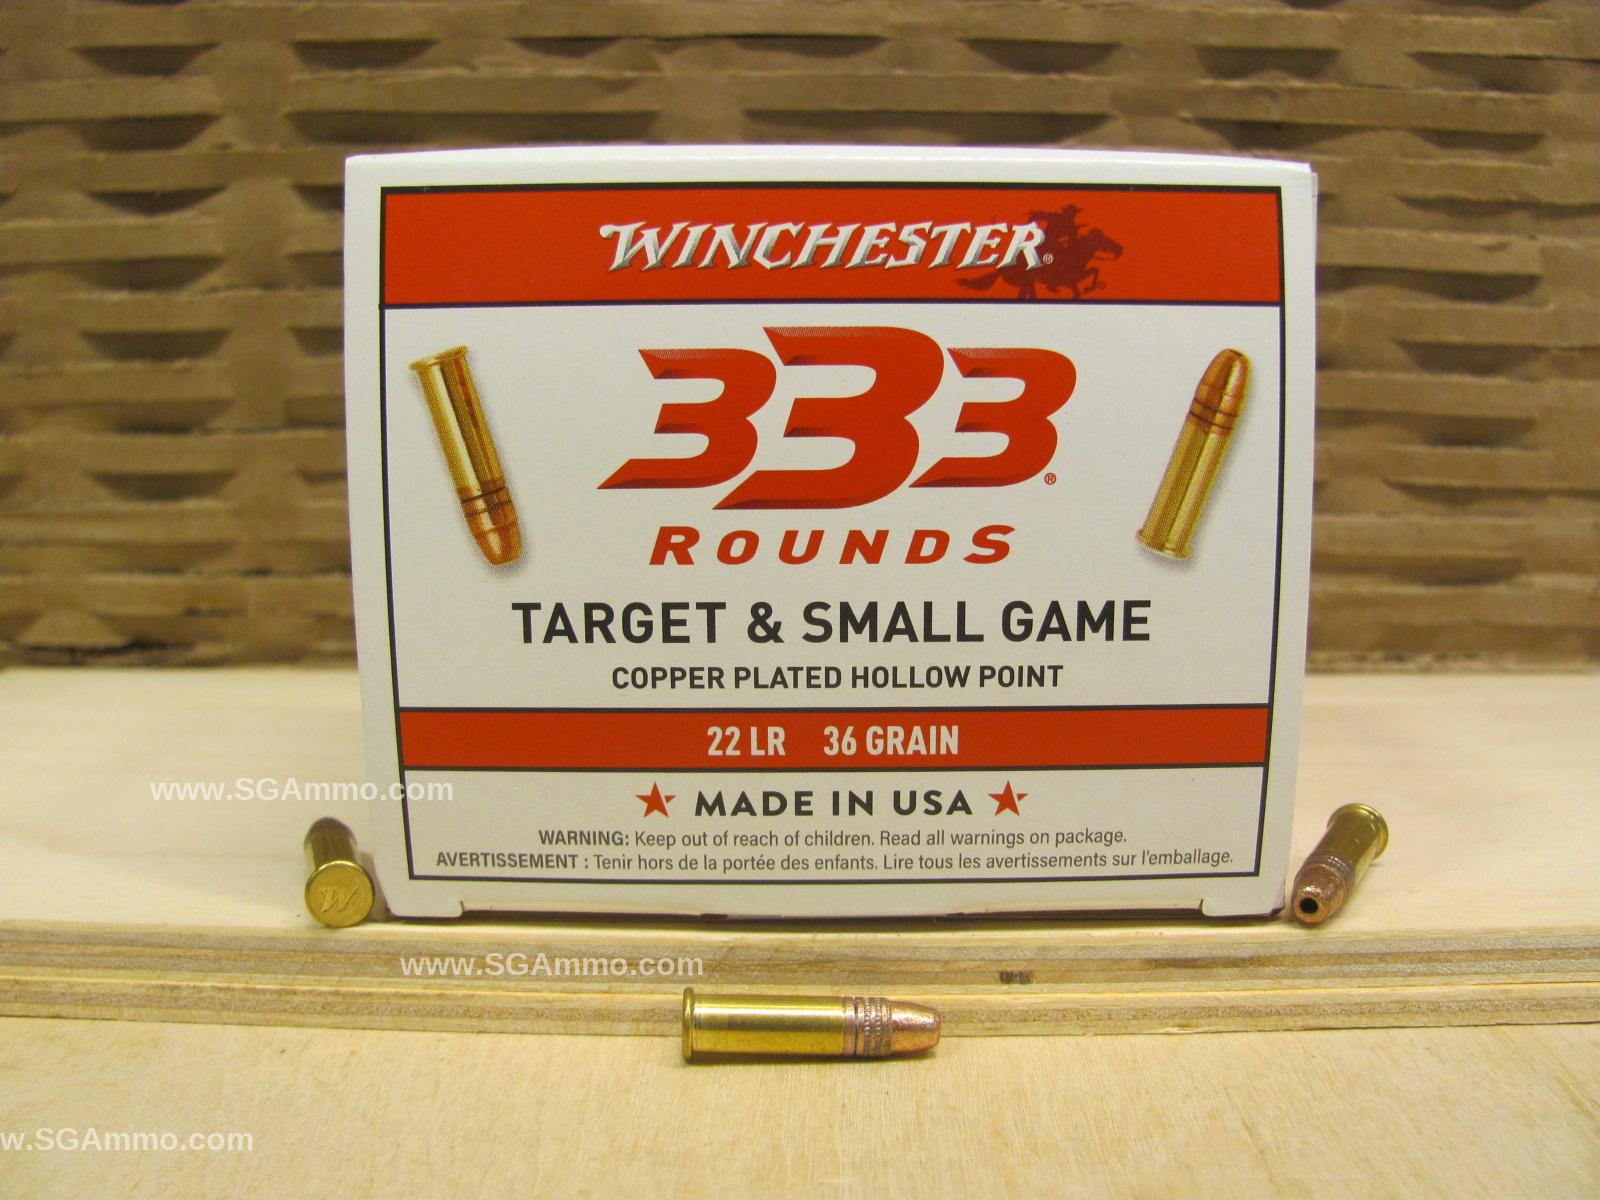 WINCHESTER®
333®
ROUNDS
TARGET & SMALL GAME
COPPER PLATED HOLLOW POINT
22 LR 36 GRAIN
MADE IN USA
WARNING: Keep out of reach of children. Read all warnings on package.
AVERTISSEMENT : Tenir hors de la portée des enfants. Lire tous les avertissements sur l'emballage.
www.SGAmmo.com
W
www.SGAmmo.com
w.SGAmmo.com